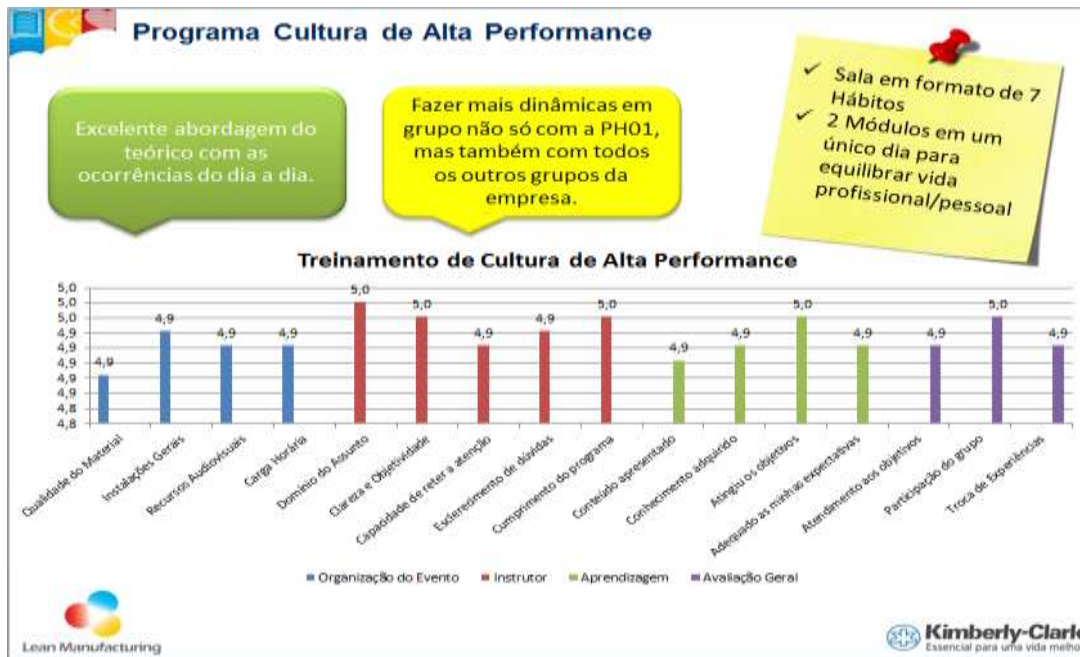 Programa Cultura de Alta Performance
Excelente abordagem do
teórico com as
ocorrências do dia a dia.
Fazer mais dinâmicas em
grupo não só com a PH01,
mas também com todos
os outros grupos da
empresa.
✓ Sala em formato de 7
Hábitos
✓ 2 Módulos em um
único dia para
equilibrar vida
profissional/pessoal
Treinamento de Cultura de Alta Performance
5,0
5,0
5,0
4,9
4,9
4,9
4,9
4,9
4,8
4,8
4,9
4,9
4,9
4,9
5,0
5,0
4,9
4,9
5,0
4,9
4,9
5,0
4,9
4,9
5,0
4,9
Qualidade do Material
Instalações Gerais
Recursos Audiovisuais
Carga Horária
Domínio do Assunto
Clareza e Objetividade
Capacidade de reter a atenção
Esclerecimento de dúvidas
Cumprimento do programa
Conteúdo apresentado
Conhecimento adquirido
Atingiu os objetivos
Adequado as minhas expectativas
Atendimento aos objetivos
Participação do grupo
Troca de Experiências
Organização do Evento Instrutor Aprendizagem Avaliação Geral
Lean Manufacturing
Kimberly-Clark
Essencial para uma vida melho